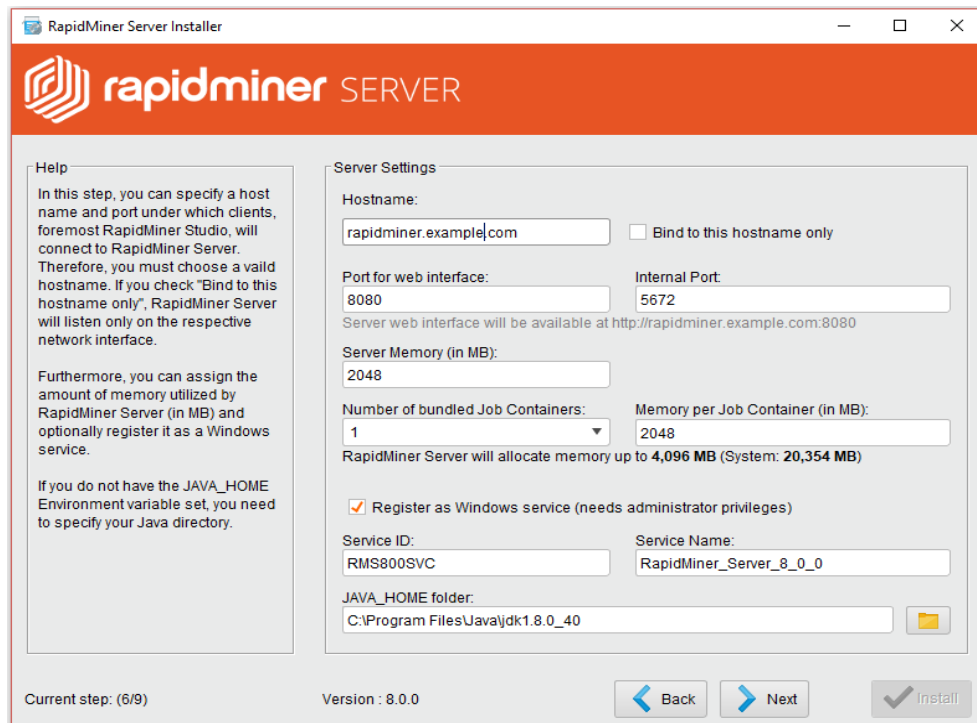 RapidMiner Server Installer
rapidminer SERVER
Help
In this step, you can specify a host
name and port under which clients,
foremost RapidMiner Studio, will
connect to RapidMiner Server.
Therefore, you must choose a vaild
hostname. If you check "Bind to this
hostname only", RapidMiner Server
will listen only on the respective
network interface.
Furthermore, you can assign the
amount of memory utilized by
RapidMiner Server (in MB) and
optionally register it as a Windows
service.
If you do not have the JAVA_HOME
Environment variable set, you need
to specify your Java directory.
Server Settings
Hostname:
rapidminer.example.com
Bind to this hostname only
Port for web interface:
Internal Port:
8080
5672
Server web interface will be available at http://rapidminer.example.com:8080
Server Memory (in MB):
2048
Number of bundled Job Containers:
Memory per Job Container (in MB):
1
2048
RapidMiner Server will allocate memory up to 4,096 MB (System: 20,354 MB)
Register as Windows service (needs administrator privileges)
Service ID:
Service Name:
RMS800SVC
RapidMiner_Server_8_0_0
JAVA_HOME folder:
C:\Program Files\Java\jdk1.8.0_40
Current step: (6/9)
Version : 8.0.0
Back
Next
Install